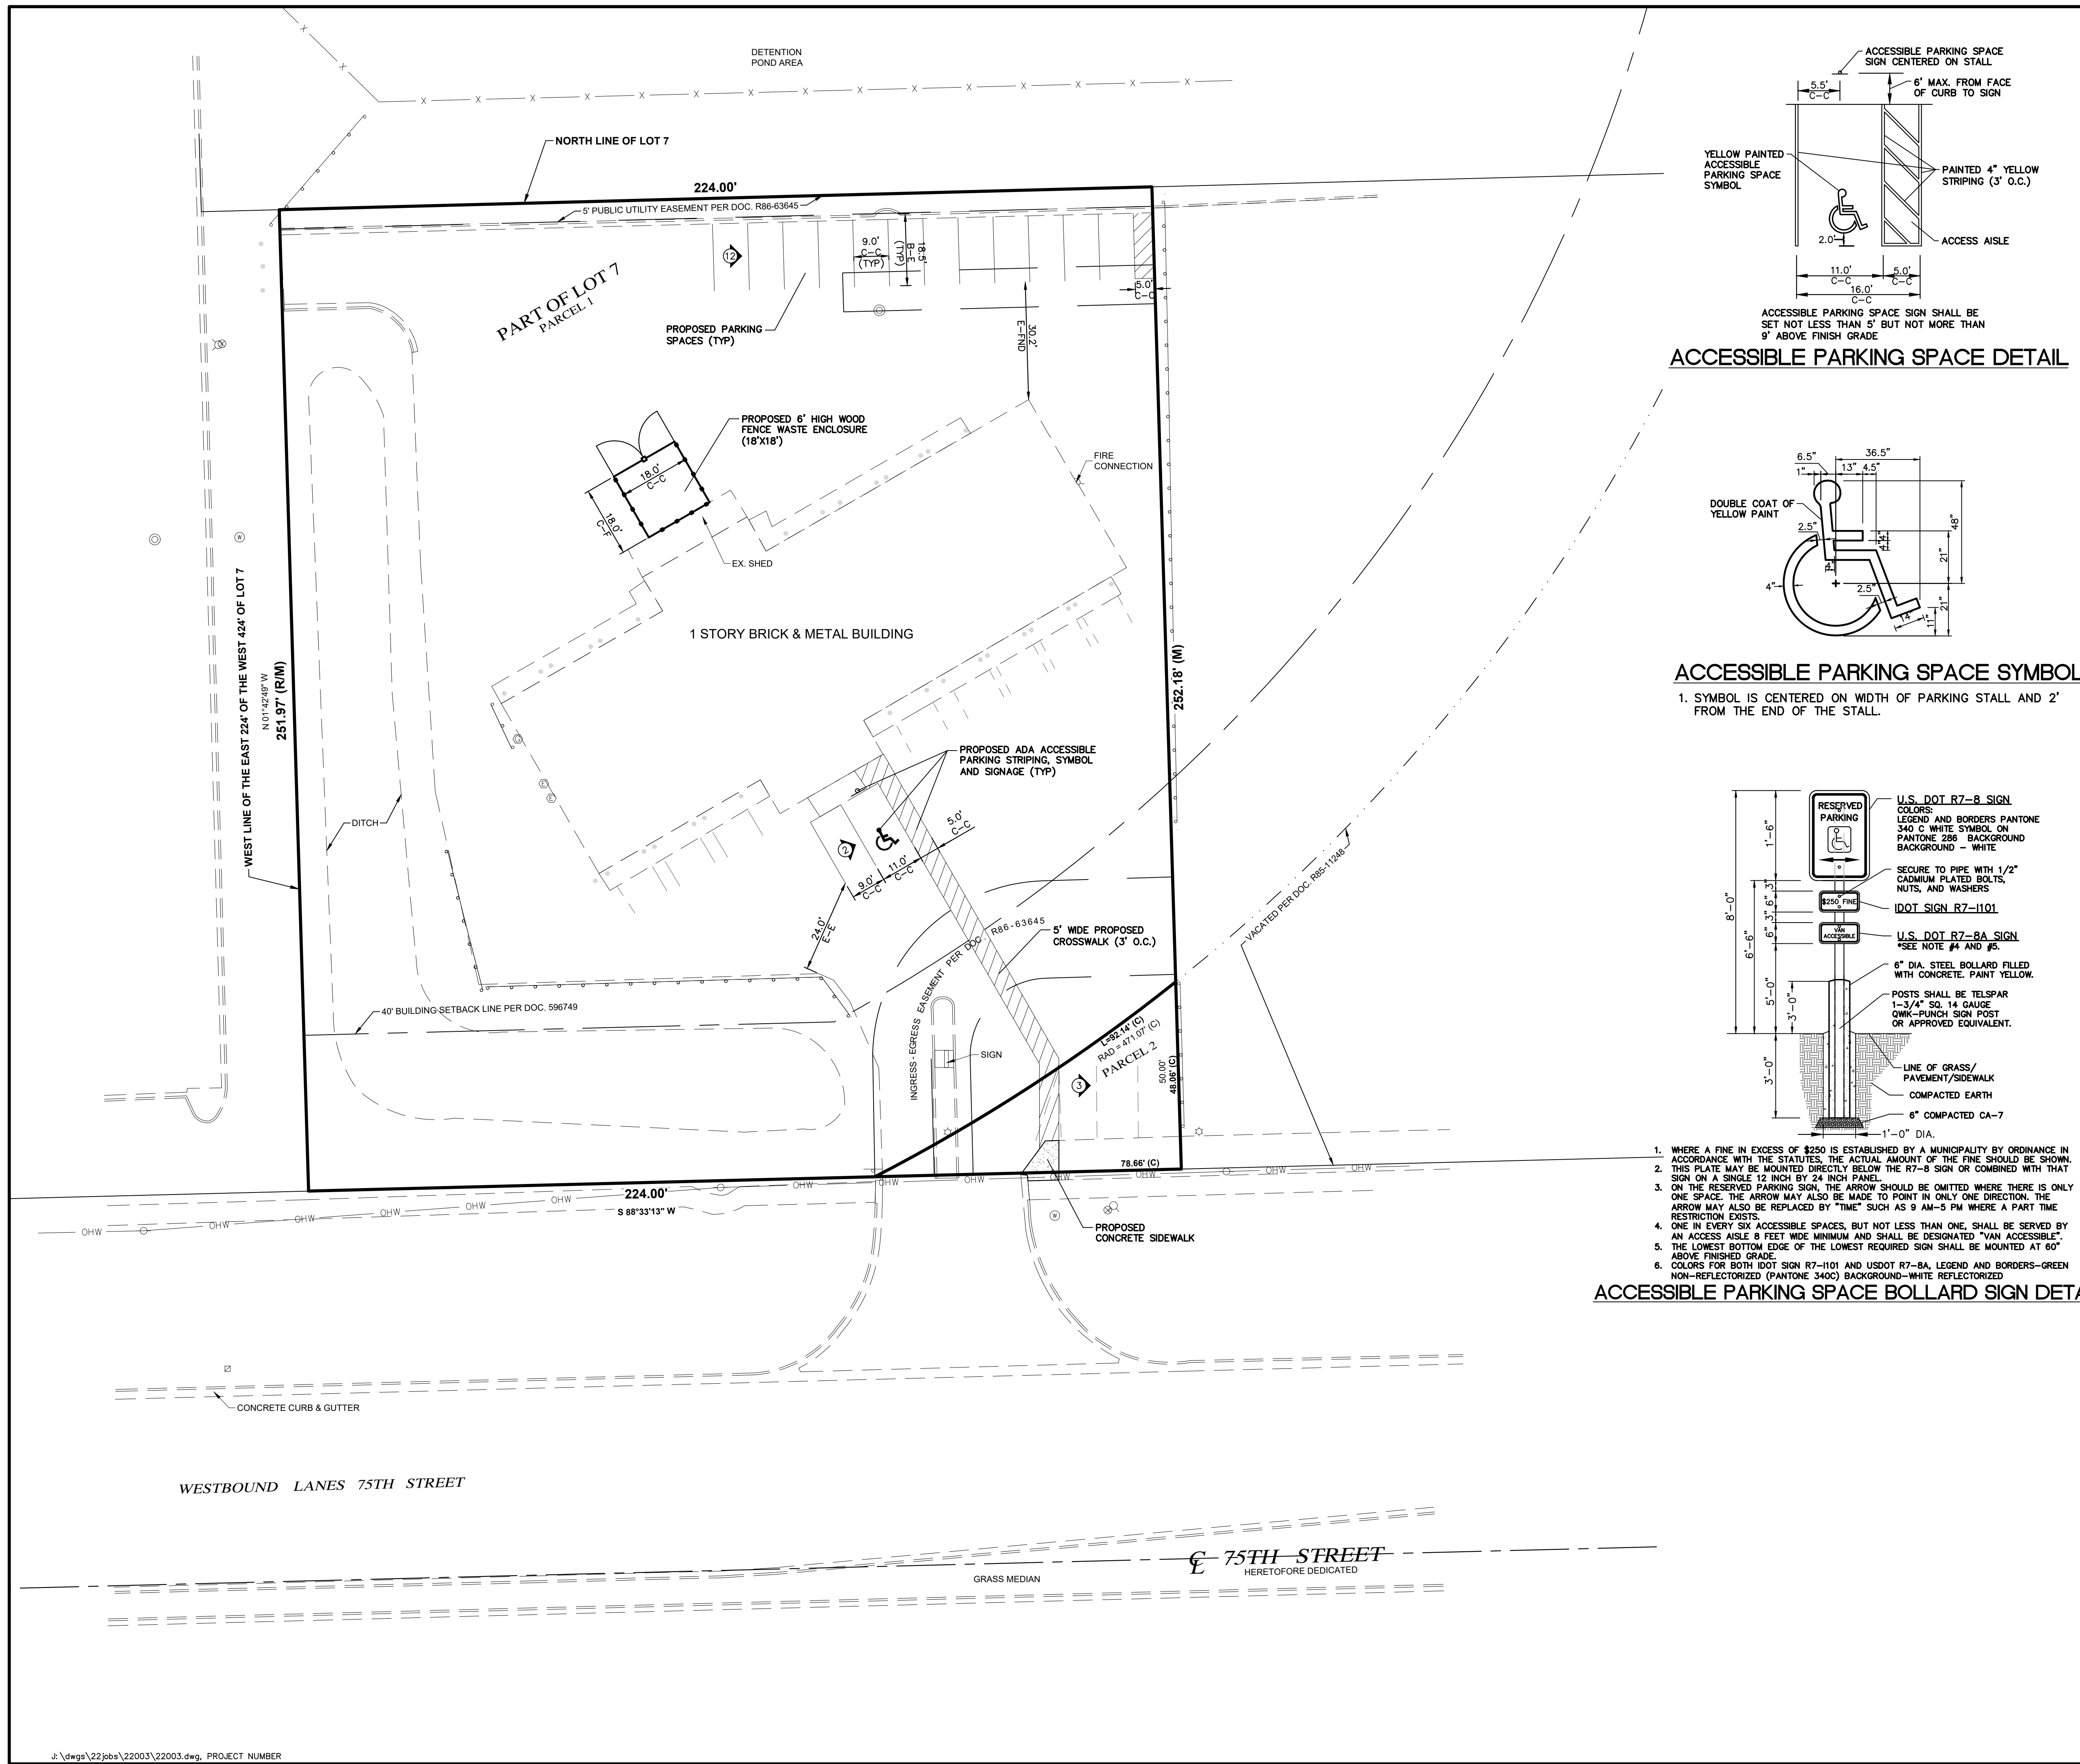 DETENTION
POND AREA
NORTH LINE OF LOT 7
224.00'
5' PUBLIC UTILITY EASEMENT PER DOC. R86-63645
12
9.0'
C-C
(TYP)
18.5'
B-E
(TYP)
5.0'
C-C
PART OF LOT 7
PARCEL 1
PROPOSED PARKING
SPACES (TYP)
30.2'
E-FND
PROPOSED 6' HIGH WOOD
FENCE WASTE ENCLOSURE
(18'X18')
18.0'
C-C
18.0'
C-F
FIRE
CONNECTION
W
EX. SHED
WEST LINE OF THE EAST 224' OF THE WEST 424' OF LOT 7
N 01°42'49" W
251.97' (R/M)
1 STORY BRICK & METAL BUILDING
252.18' (M)
G
E
E
PROPOSED ADA ACCESSIBLE
PARKING STRIPING, SYMBOL
AND SIGNAGE (TYP)
DITCH
2
5.0'
C-C
11.0'
C-C
9.0'
C-C
24.0'
E-E
VACATED PER DOC. R85-11248
5' WIDE PROPOSED
CROSSWALK (3' O.C.)
INGRESS - EGRESS EASEMENT PER DOC. R86-63645
40' BUILDING SETBACK LINE PER DOC. 596749
SIGN
L=92.14' (C)
RAD = 471.07' (C)
PARCEL 2
3
50.00'
48.06' (C)
78.66' (C)
224.00'
S 88°33'13" W
OHW
OHW
OHW
OHW
OHW
OHW
OHW
OHW
OHW
OHW
OHW
OHW
OHW
W
PROPOSED
CONCRETE SIDEWALK
CONCRETE CURB & GUTTER
WESTBOUND LANES 75TH STREET
CL 75TH STREET
HERETOFORE DEDICATED
GRASS MEDIAN
J:\dwgs\22jobs\22003\22003.dwg, PROJECT NUMBER
ACCESSIBLE PARKING SPACE
SIGN CENTERED ON STALL
5.5'
C-C
6' MAX. FROM FACE
OF CURB TO SIGN
YELLOW PAINTED
ACCESSIBLE
PARKING SPACE
SYMBOL
PAINTED 4" YELLOW
STRIPING (3' O.C.)
2.0'
ACCESS AISLE
11.0'
C-C
5.0'
C-C
16.0'
C-C
ACCESSIBLE PARKING SPACE SIGN SHALL BE
SET NOT LESS THAN 5' BUT NOT MORE THAN
9' ABOVE FINISH GRADE
ACCESSIBLE PARKING SPACE DETAIL
6.5"
36.5"
1"
13"
4.5"
DOUBLE COAT OF
YELLOW PAINT
2.5"
4"
4"
48"
21"
4"
4"
2.5"
14"
11"
21"
ACCESSIBLE PARKING SPACE SYMBOL
1. SYMBOL IS CENTERED ON WIDTH OF PARKING STALL AND 2'
FROM THE END OF THE STALL.
RESERVED
PARKING
$250 FINE
VAN
ACCESSIBLE
U.S. DOT R7-8 SIGN
COLORS:
LEGEND AND BORDERS PANTONE
340 C WHITE SYMBOL ON
PANTONE 286 BACKGROUND
BACKGROUND - WHITE
SECURE TO PIPE WITH 1/2"
CADMIUM PLATED BOLTS,
NUTS, AND WASHERS
IDOT SIGN R7-I101
U.S. DOT R7-8A SIGN
*SEE NOTE #4 AND #5.
6" DIA. STEEL BOLLARD FILLED
WITH CONCRETE. PAINT YELLOW.
POSTS SHALL BE TELSPAR
1-3/4" SQ. 14 GAUGE
QWIK-PUNCH SIGN POST
OR APPROVED EQUIVALENT.
LINE OF GRASS/
PAVEMENT/SIDEWALK
COMPACTED EARTH
6" COMPACTED CA-7
1'-0" DIA.
8'-0"
1'-6"
3"
6"
3"
6"
6'-6"
5'-0"
3'-0"
3'-0"
1. WHERE A FINE IN EXCESS OF $250 IS ESTABLISHED BY A MUNICIPALITY BY ORDINANCE IN
ACCORDANCE WITH THE STATUTES, THE ACTUAL AMOUNT OF THE FINE SHOULD BE SHOWN.
2. THIS PLATE MAY BE MOUNTED DIRECTLY BELOW THE R7-8 SIGN OR COMBINED WITH THAT
SIGN ON A SINGLE 12 INCH BY 24 INCH PANEL.
3. ON THE RESERVED PARKING SIGN, THE ARROW SHOULD BE OMITTED WHERE THERE IS ONLY
ONE SPACE. THE ARROW MAY ALSO BE MADE TO POINT IN ONLY ONE DIRECTION. THE
ARROW MAY ALSO BE REPLACED BY "TIME" SUCH AS 9 AM-5 PM WHERE A PART TIME
RESTRICTION EXISTS.
4. ONE IN EVERY SIX ACCESSIBLE SPACES, BUT NOT LESS THAN ONE, SHALL BE SERVED BY
AN ACCESS AISLE 8 FEET WIDE MINIMUM AND SHALL BE DESIGNATED "VAN ACCESSIBLE".
5. THE LOWEST BOTTOM EDGE OF THE LOWEST REQUIRED SIGN SHALL BE MOUNTED AT 60"
ABOVE FINISHED GRADE.
6. COLORS FOR BOTH IDOT SIGN R7-I101 AND USDOT R7-8A, LEGEND AND BORDERS-GREEN
NON-REFLECTORIZED (PANTONE 340C) BACKGROUND-WHITE REFLECTORIZED
ACCESSIBLE PARKING SPACE BOLLARD SIGN DETA